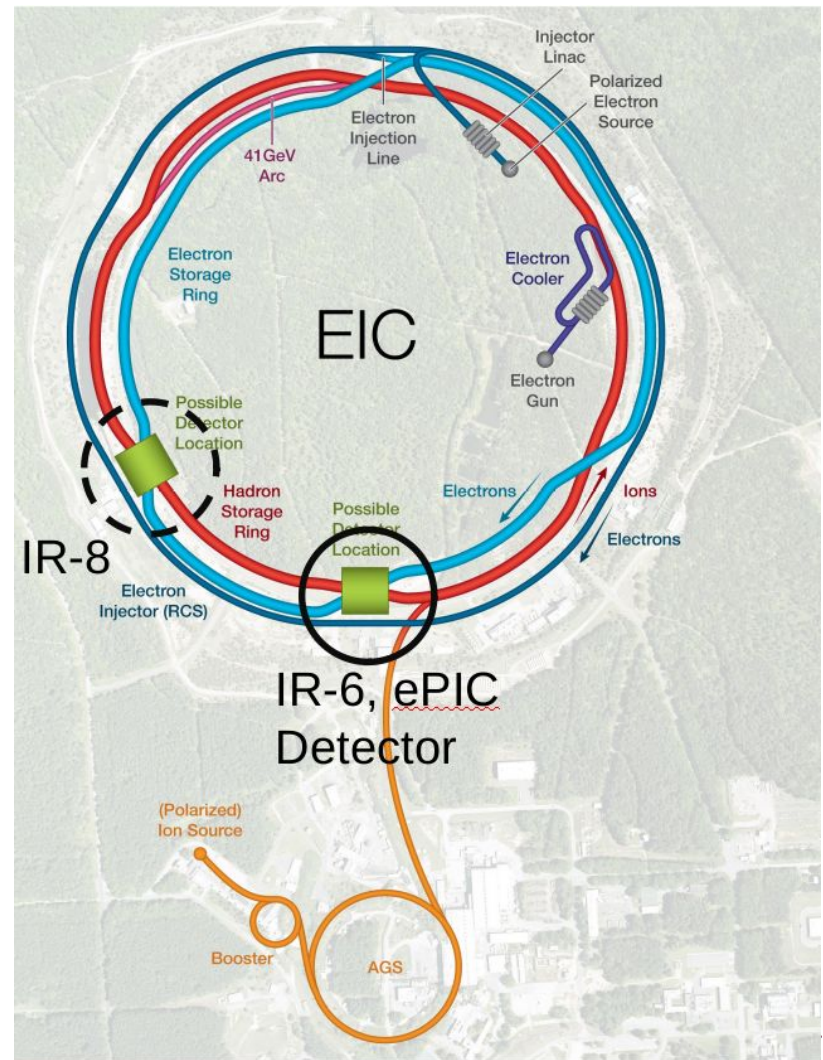 Injector
Linac
Polarized
Electron
Source
Electron
Injection
Line
41GeV
Arc
Electron
Storage
Ring
Electron
Cooler
EIC
Electron
Gun
Possible
Detector
Location
Hadron
Storage
Ring
Possible
Detector
Location
Electrons
Ions
Electrons
IR-8
Electron
Injector (RCS)
IR-6, ePIC
Detector
(Polarized)
Ion Source
Booster
AGS